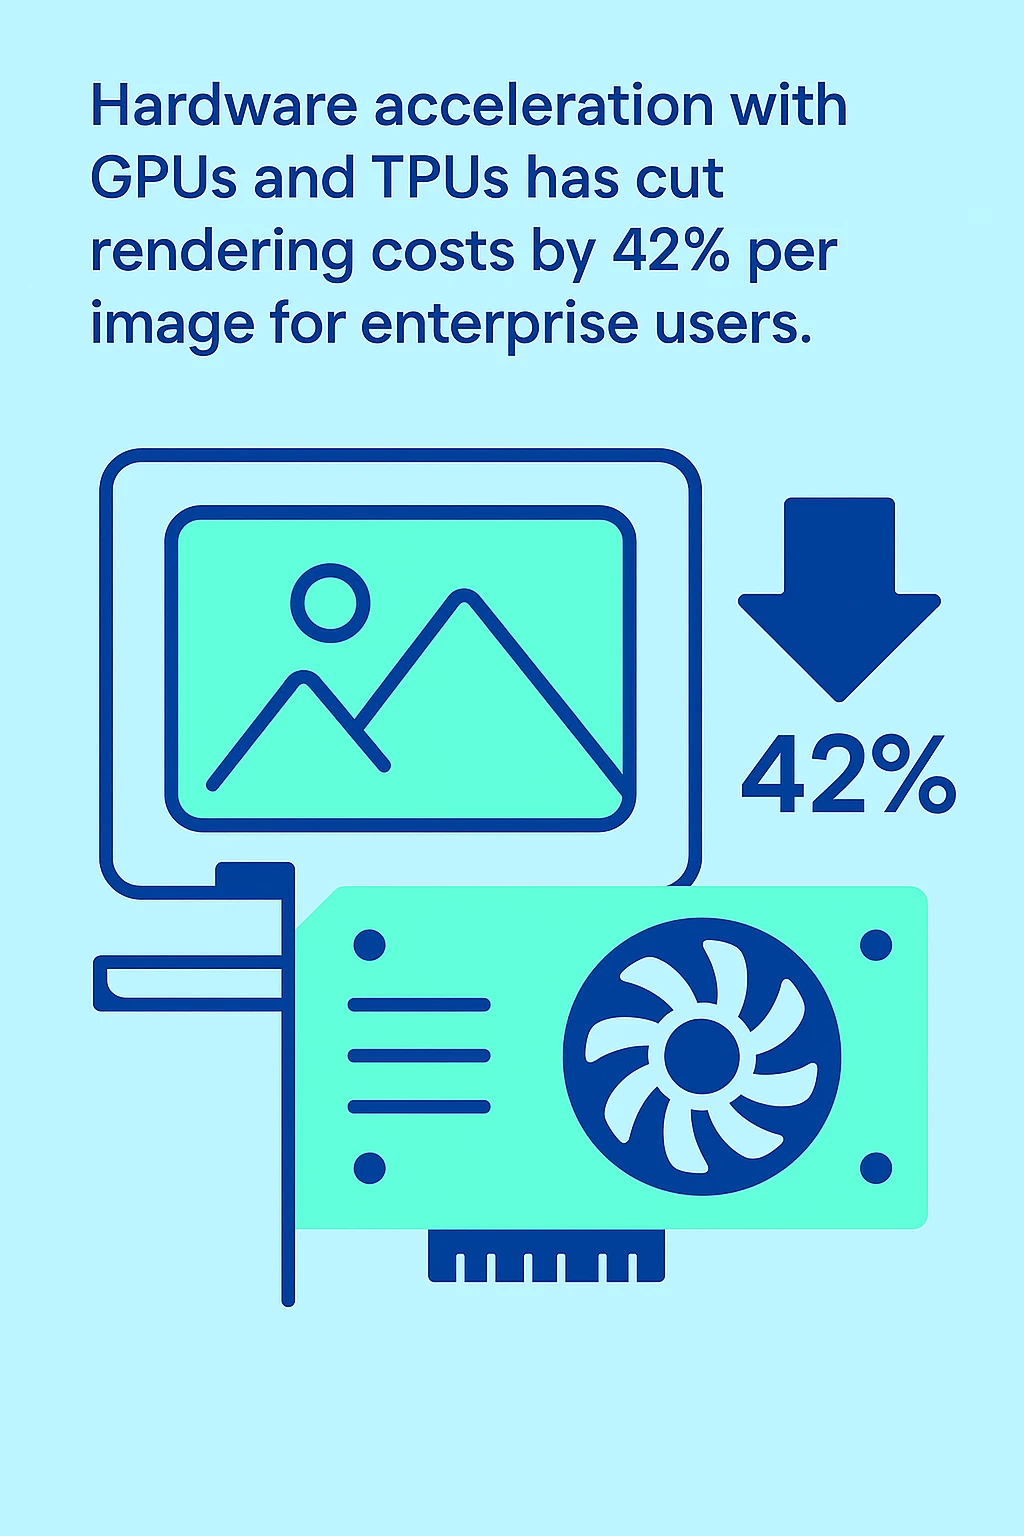 Hardware acceleration with
GPUs and TPUs has cut
rendering costs by 42% per
image for enterprise users.
42%